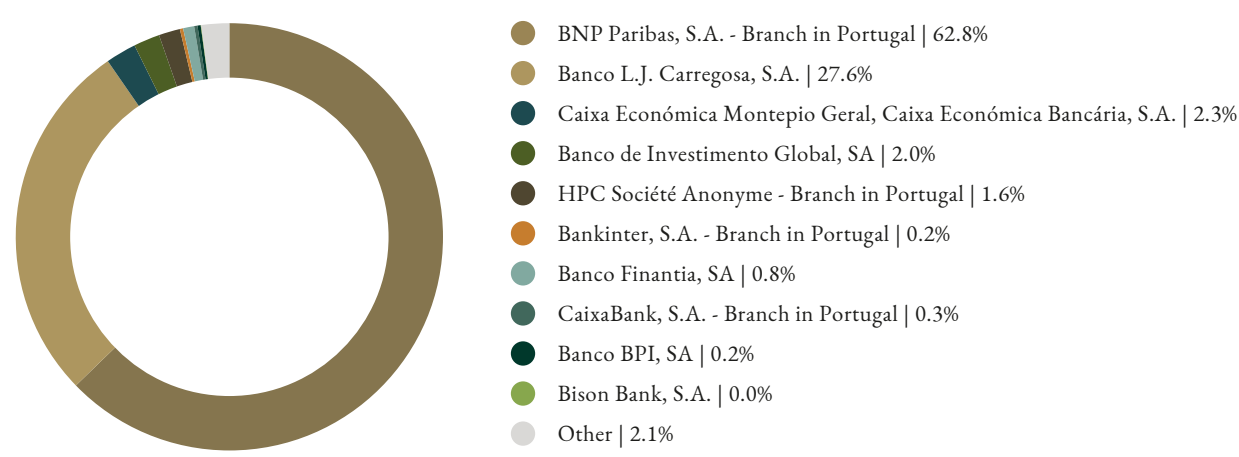 BNP Paribas, S.A. - Branch in Portugal | 62.8%
Banco L.J. Carregosa, S.A. | 27.6%
Caixa Económica Montepio Geral, Caixa Económica Bancária, S.A. | 2.3%
Banco de Investimento Global, SA | 2.0%
HPC Société Anonyme - Branch in Portugal | 1.6%
Bankinter, S.A. - Branch in Portugal | 0.2%
Banco Finantia, SA | 0.8%
CaixaBank, S.A. - Branch in Portugal | 0.3%
Banco BPI, SA | 0.2%
Bison Bank, S.A. | 0.0%
Other | 2.1%